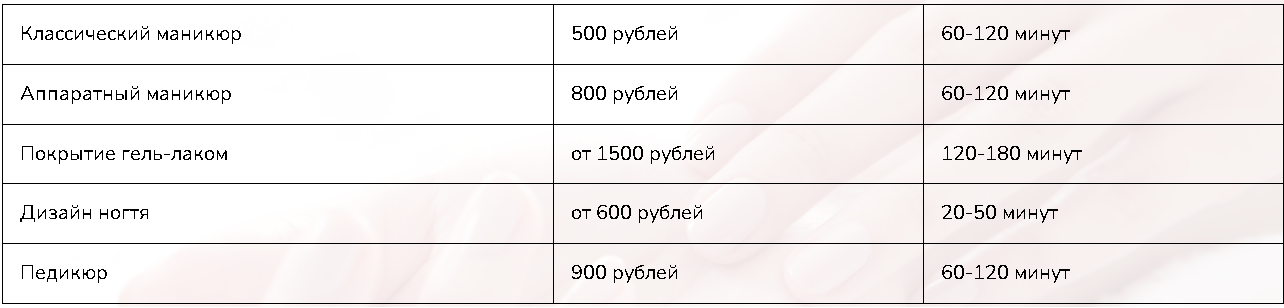 Классический маникюр 500 рублей 60-120 минут
Аппаратный маникюр 800 рублей 60-120 минут
Покрытие гель-лаком от 1500 рублей 120-180 минут
Дизайн ногтя от 600 рублей 20-50 минут
Педикюр 900 рублей 60-120 минут